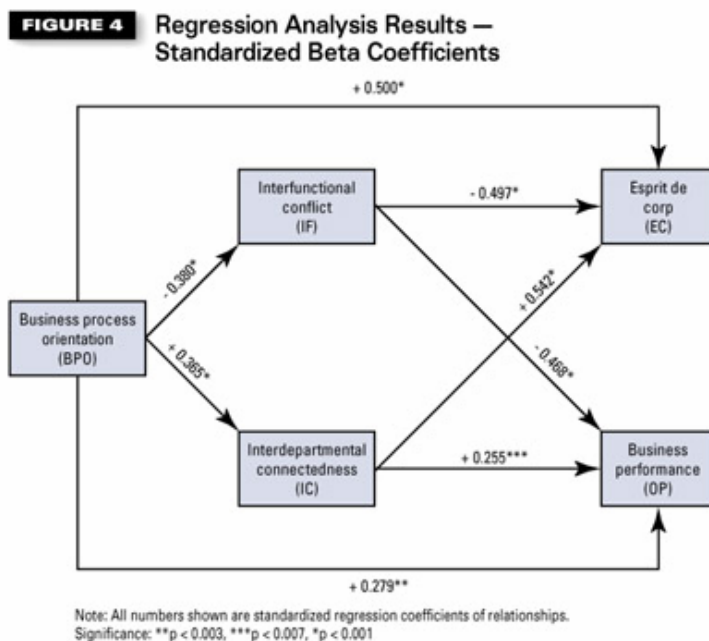 FIGURE 4 Regression Analysis Results —
Standardized Beta Coefficients
+ 0.500*
Interfunctional
conflict
(IF)
- 0.497*
Esprit de
corp
(EC)
- 0.380*
+ 0.542*
Business process
orientation
(BPO)
+ 0.365*
- 0.468*
Interdepartmental
connectedness
(IC)
+ 0.255***
Business
performance
(OP)
+ 0.279**
Note: All numbers shown are standardized regression coefficients of relationships.
Significance: **p < 0.003, ***p < 0.007, *p < 0.001